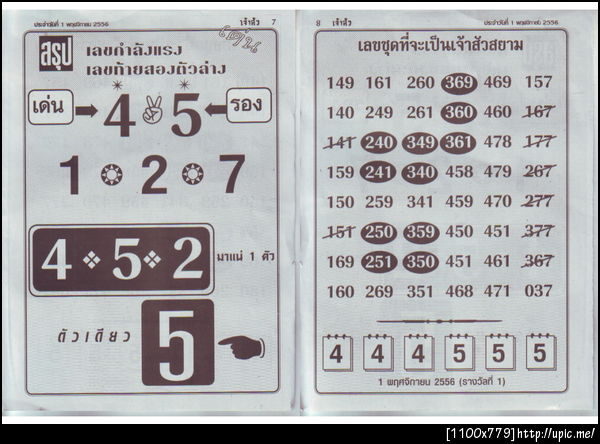 ประจำวันที่ 1 พฤศจิกายน 2556 เจ้าสัว 7
สรุป
เลขกำลังแรง
เลขท้ายสองตัวล่าง
เด่น
เด่น 4 5 รอง
1 2 7
4 5 2 มาแน่ 1 ตัว
ตัวเดียว 5
8 เจ้าสัว ประจำวันที่ 1 พฤศจิกายน 2556
เลขชุดที่จะเป็นเจ้าสัวสยาม
149 161 260 369 469 157
140 249 261 360 460 167
141 240 349 361 478 177
159 241 340 458 479 267
150 259 341 459 470 277
151 250 359 450 451 377
169 251 350 451 461 367
160 269 351 468 471 037
4 4 4 5 5 5
1 พฤศจิกายน 2556 (รางวัลที่ 1)
[1100x779]http://upic.me/